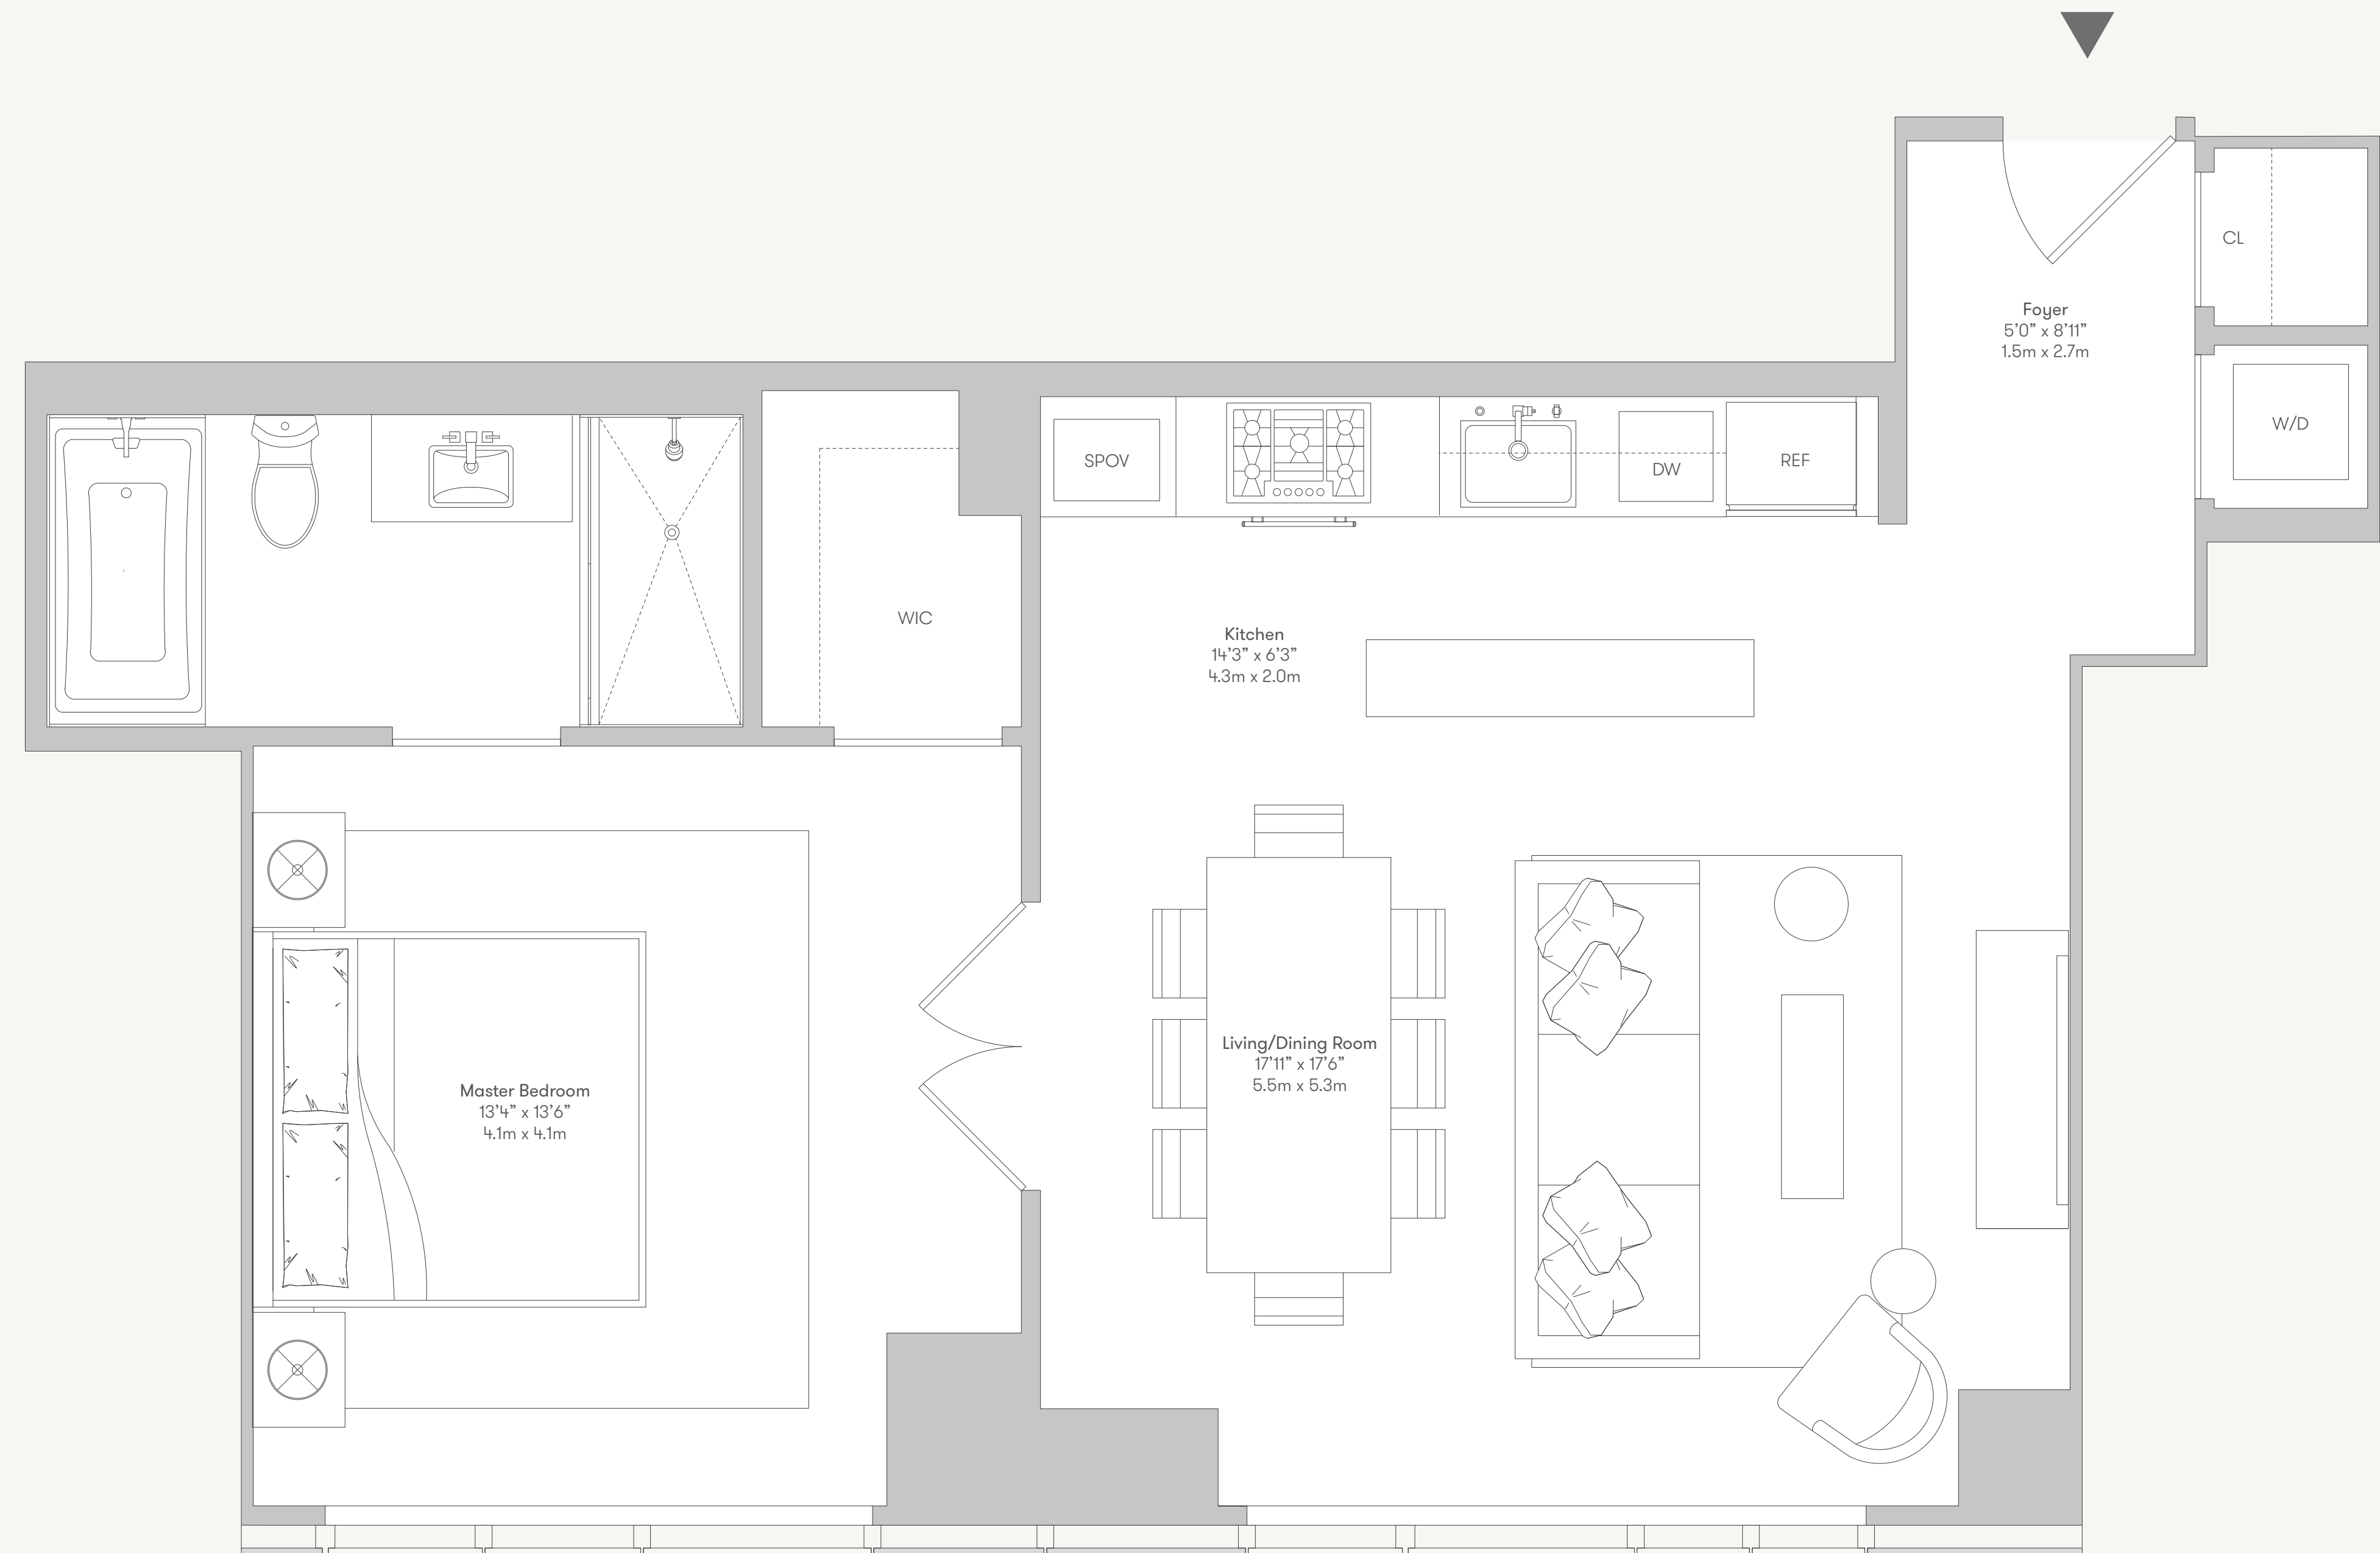 CL
Foyer
5’0” x 8’11”
1.5m x 2.7m
W/D
SPOV
DW
REF
WIC
Kitchen
14’3” x 6’3”
4.3m x 2.0m
Living/Dining Room
17’11” x 17’6”
5.5m x 5.3m
Master Bedroom
13’4” x 13’6”
4.1m x 4.1m